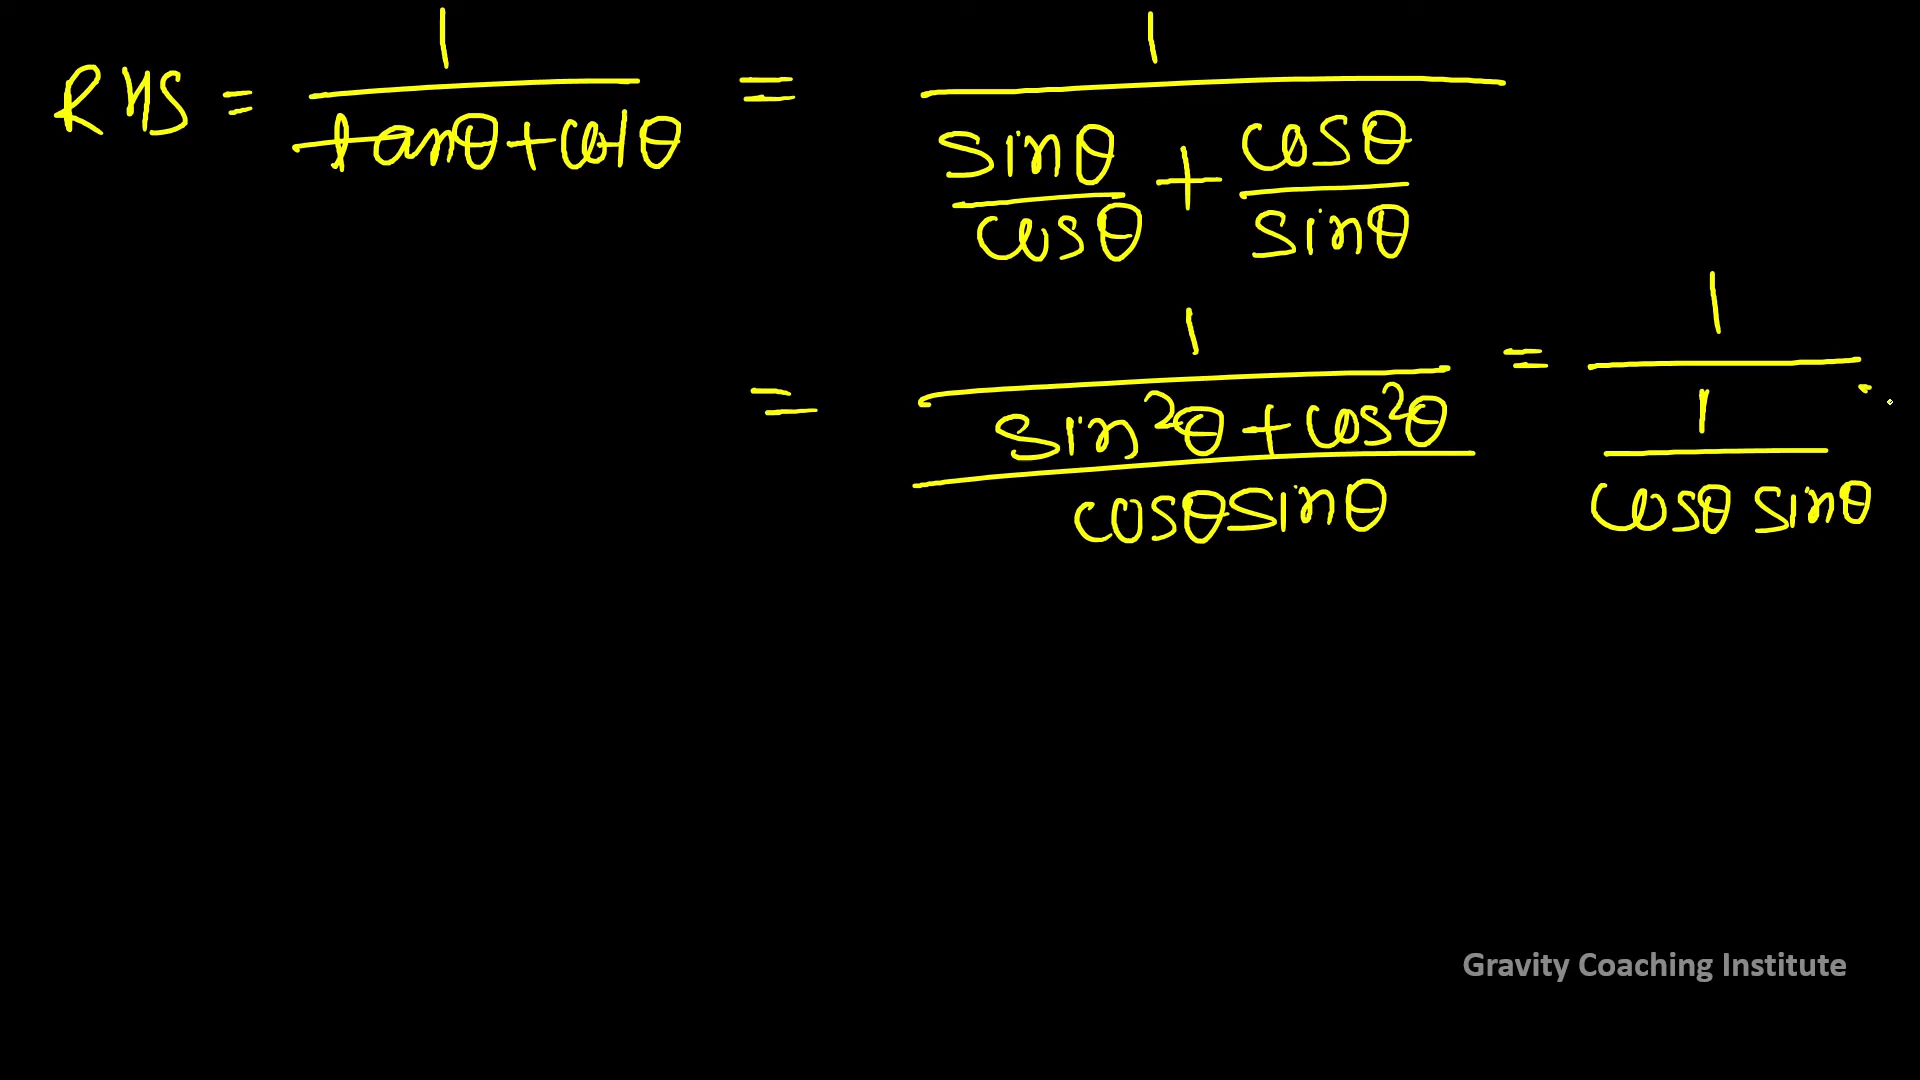 RHS = 1/(tanθ+cotθ) = 1/(sinθ/cosθ + cosθ/sinθ)
= 1/((sin²θ+cos²θ)/(cosθsinθ)) = 1/(1/(cosθ sinθ))
Gravity Coaching Institute